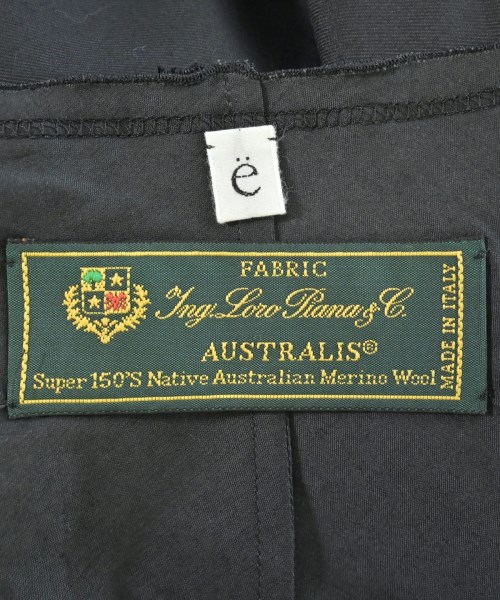 ë
FABRIC
Ing. Loro Piana & C.
AUSTRALIS®
Super 150'S Native Australian Merino Wool
MADE IN ITALY